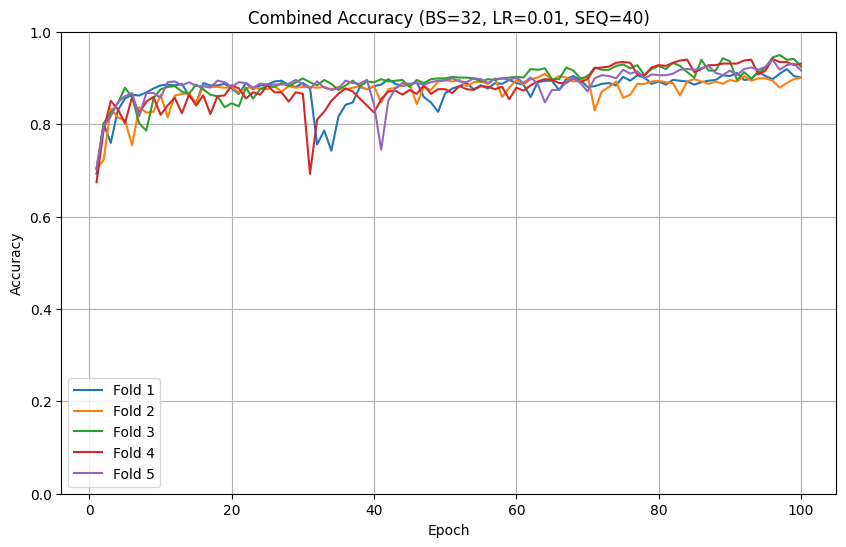 Combined Accuracy (BS=32, LR=0.01, SEQ=40)
1.0
0.8
0.6
0.4
0.2
0.0
Accuracy
Fold 1
Fold 2
Fold 3
Fold 4
Fold 5
0 20 40 60 80 100
Epoch